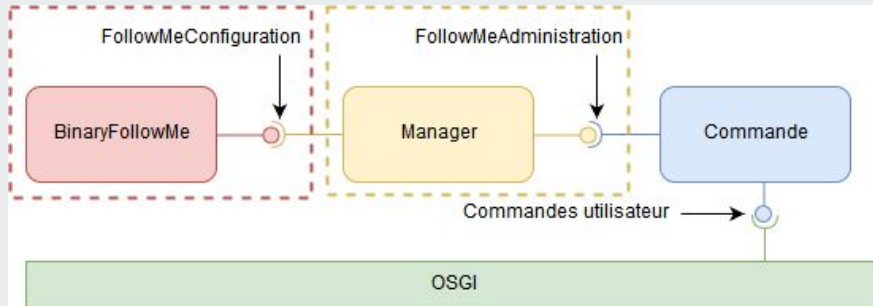 FollowMeConfiguration
FollowMeAdministration
BinaryFollowMe
Manager
Commande
Commandes utilisateur
OSGI